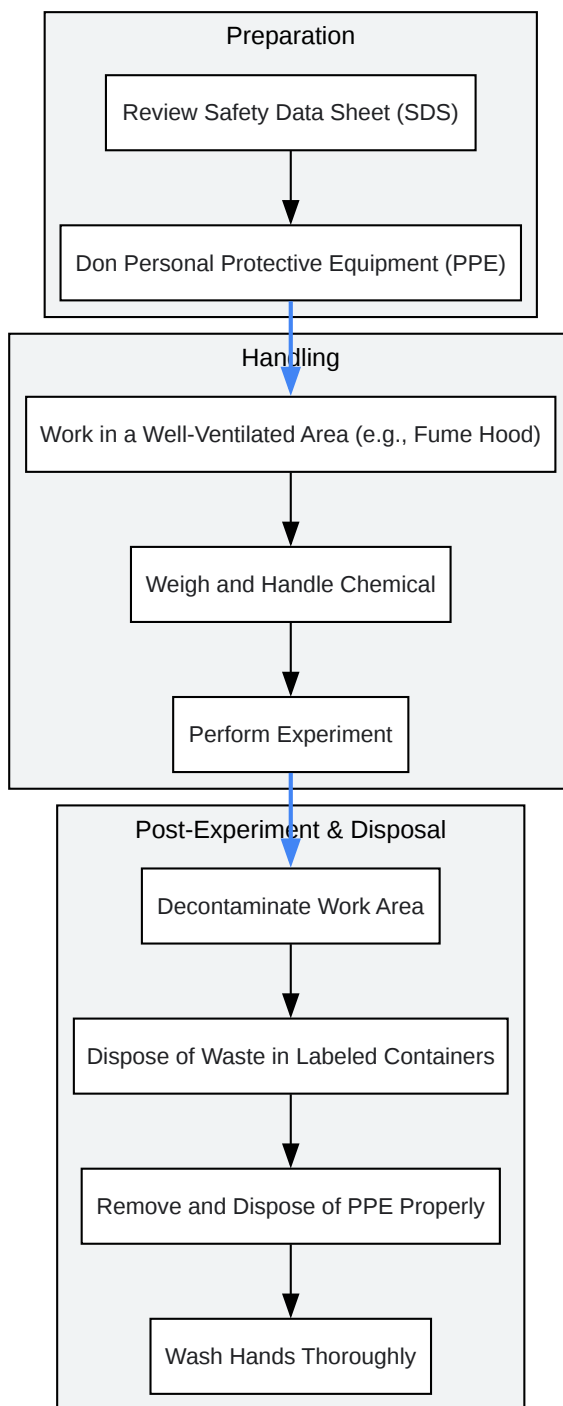 Preparation
Review Safety Data Sheet (SDS)
Don Personal Protective Equipment (PPE)
Handling
Work in a Well-Ventilated Area (e.g., Fume Hood)
Weigh and Handle Chemical
Perform Experiment
Post-Experiment & Disposal
Decontaminate Work Area
Dispose of Waste in Labeled Containers
Remove and Dispose of PPE Properly
Wash Hands Thoroughly